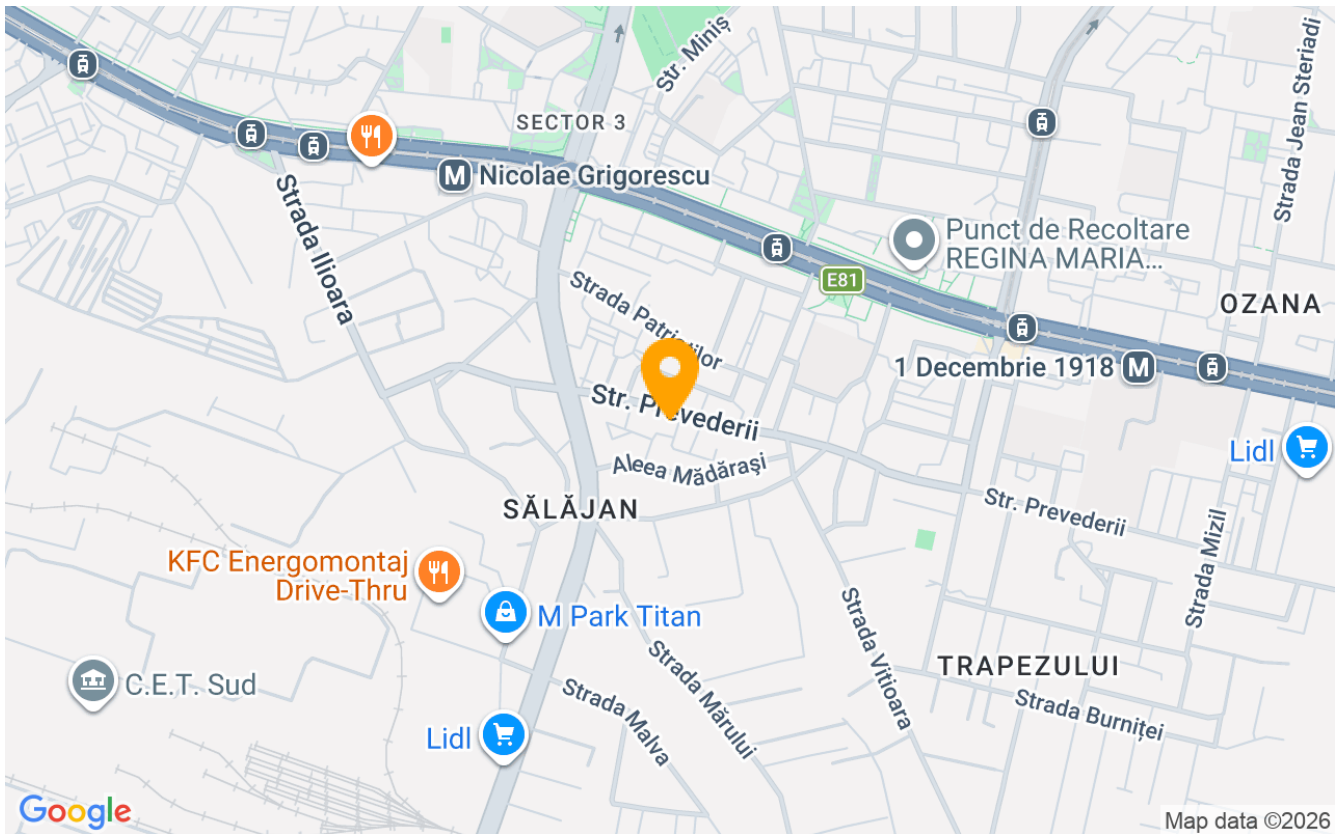 Str. Miniș
Strada Jean Steriadi
SECTOR 3
Nicolae Grigorescu
M
Strada Ilioara
Punct de Recoltare
REGINA MARIA...
E81
OZANA
Strada Patrioților
1 Decembrie 1918
M
Str. Prevederii
Lidl
Aleea Mădărași
SĂLĂJAN
Str. Prevederii
KFC Energomontaj
Drive-Thru
Strada Mizil
M Park Titan
Strada Vitioara
Strada Mărului
TRAPEZULUI
C.E.T. Sud
Strada Malva
Strada Burniței
Lidl
Google
Map data ©2026